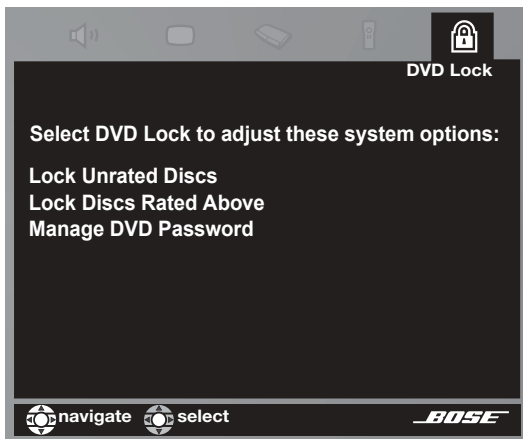 DVD Lock
Select DVD Lock to adjust these system options:
Lock Unrated Discs
Lock Discs Rated Above
Manage DVD Password
navigate select BOSE